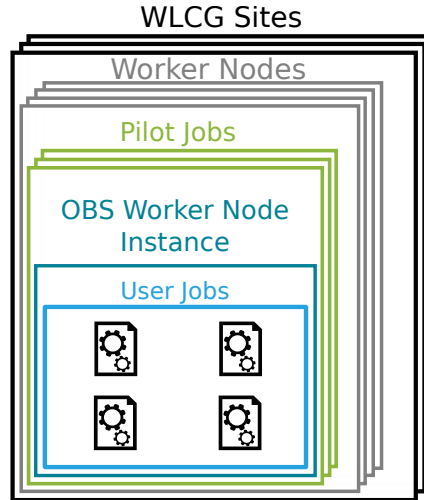 WLCG Sites
Worker Nodes
Pilot Jobs
OBS Worker Node
Instance
User Jobs